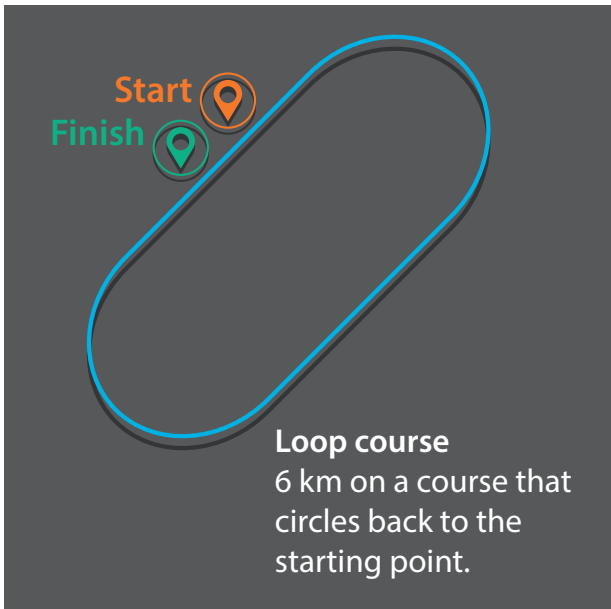 Start
Finish
Loop course
6 km on a course that
circles back to the
starting point.